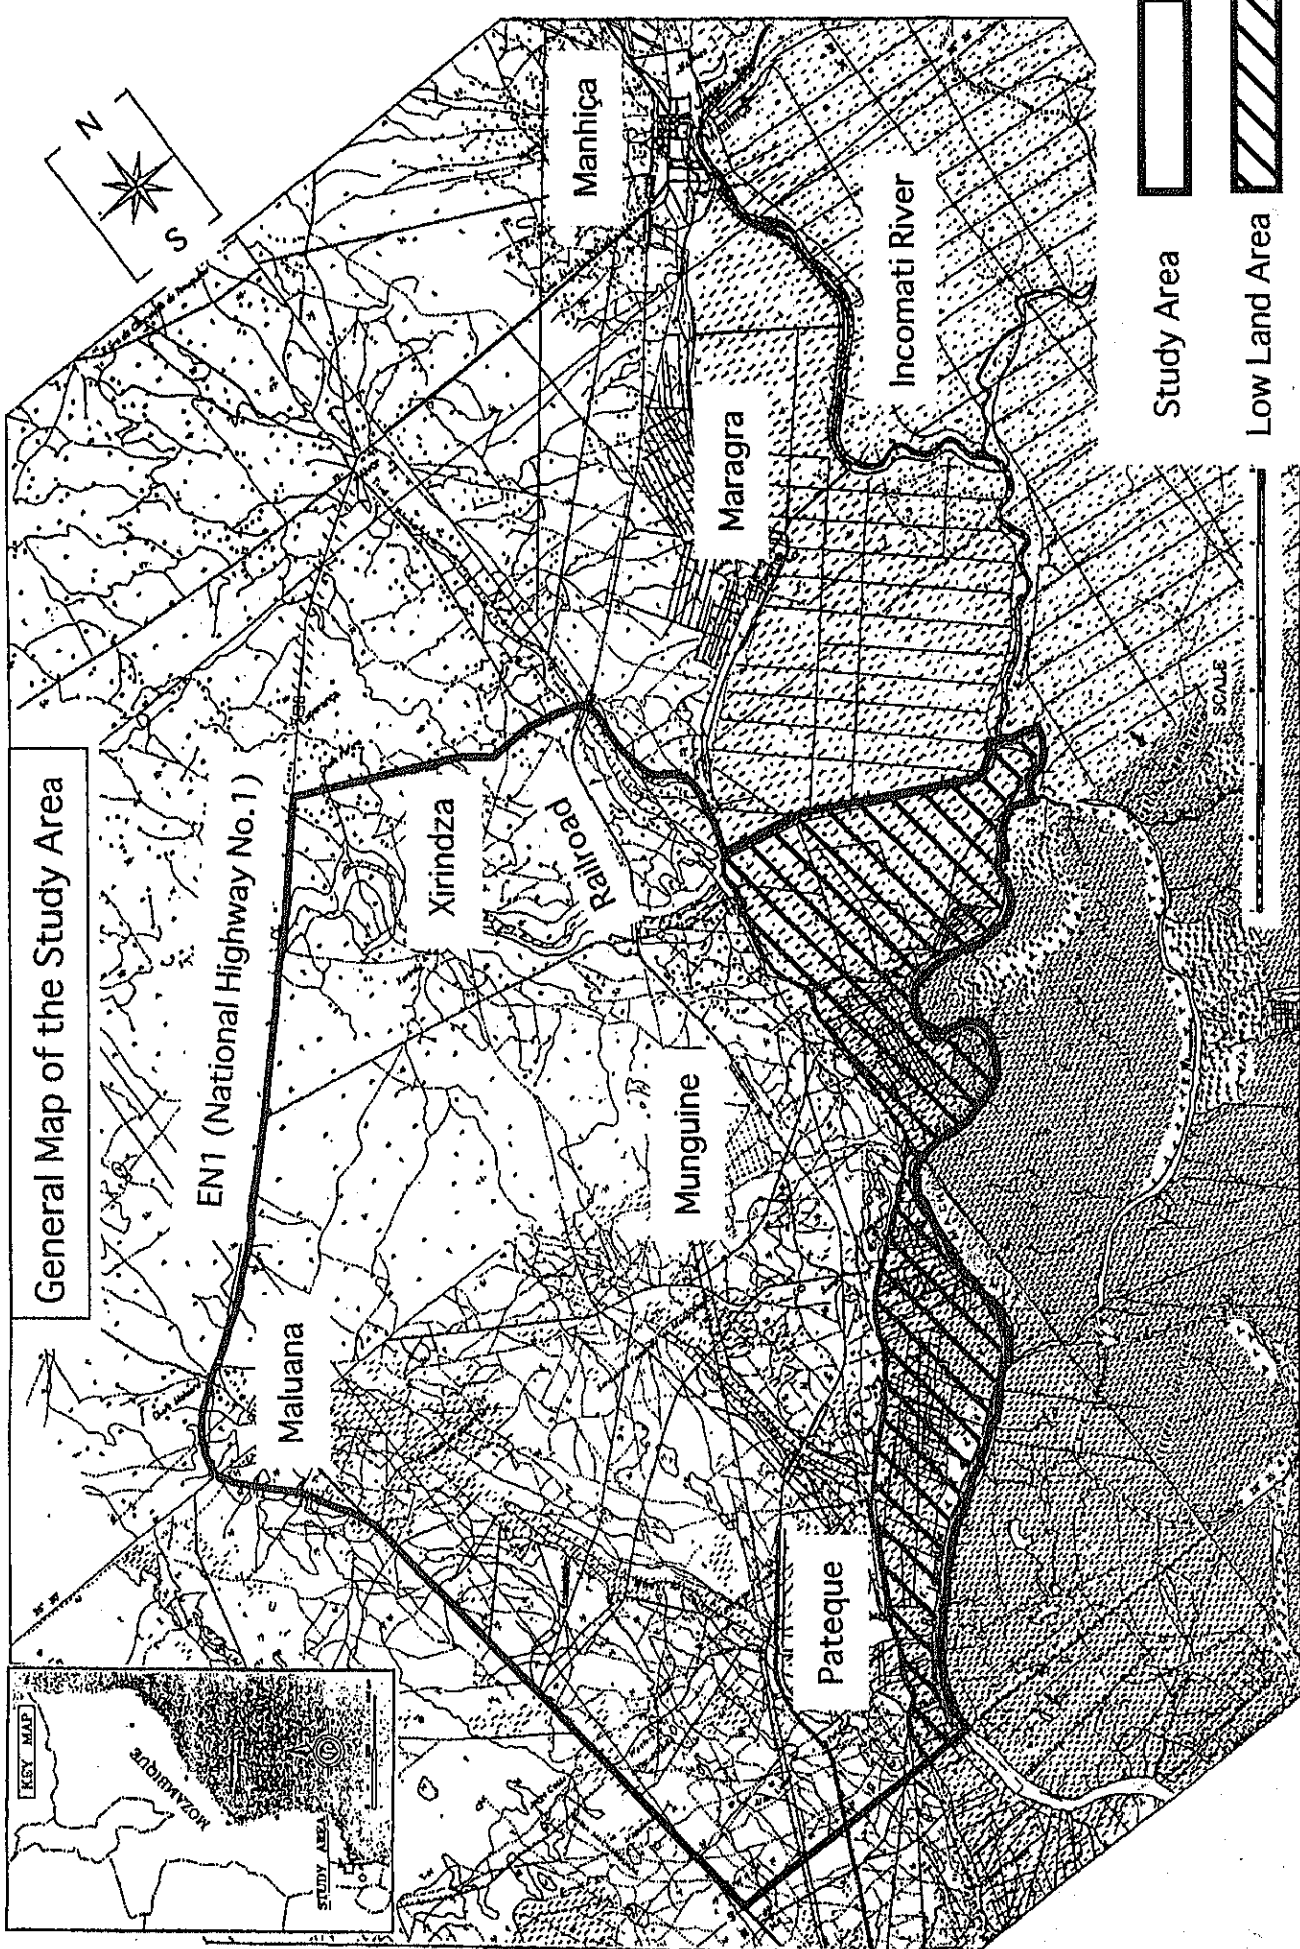 General Map of the Study Area
KEY MAP
MOZAMBIQUE
STUDY AREA
N
S
EN1 (National Highway No.1)
Maluana
Xirindza
Railroad
Manhiça
Munguine
Maragra
Pateque
Incomati River
SCALE
Study Area
Low Land Area